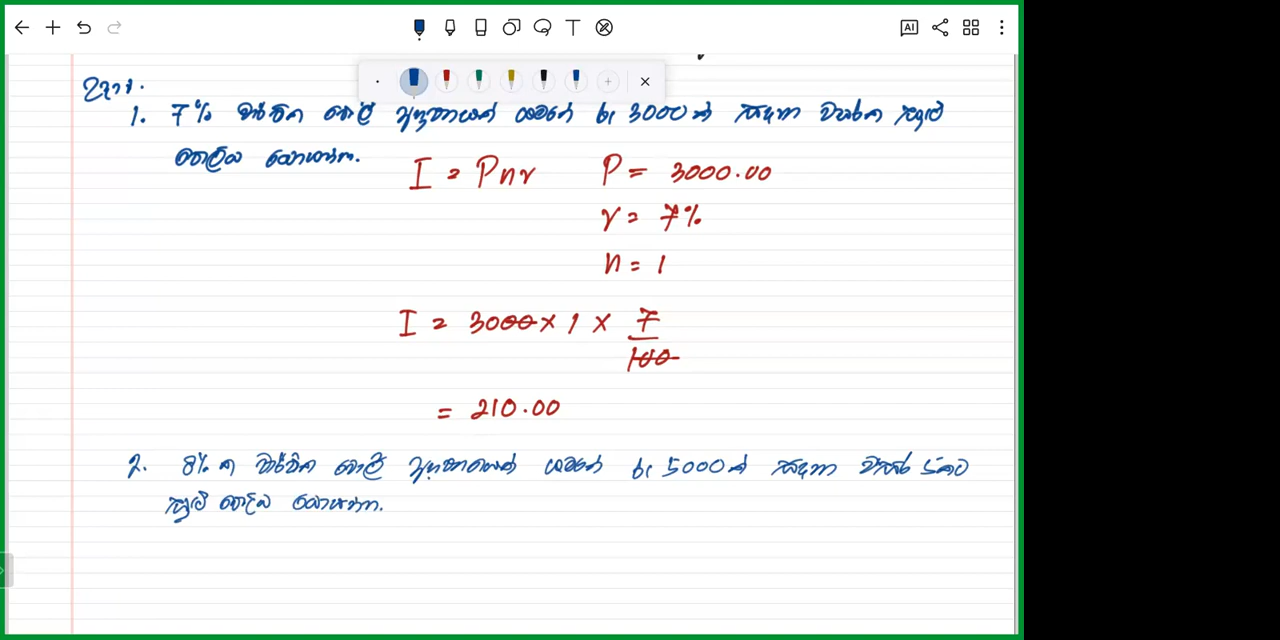 උදා:
1. 7% වාර්ෂික පොලී අනුපාතයක් යටතේ රු 3000ක් සඳහා වසරක සුළු
පොලිය සොයන්න.
I = Pnr P = 3000.00
r = 7%
n = 1
I = 3000 × 1 × 7
100
= 210.00
2. 8% ක වාර්ෂික පොලී අනුපාතයක් යටතේ රු 5000ක් සඳහා වසර 5කට
සුළු පොලිය සොයන්න.